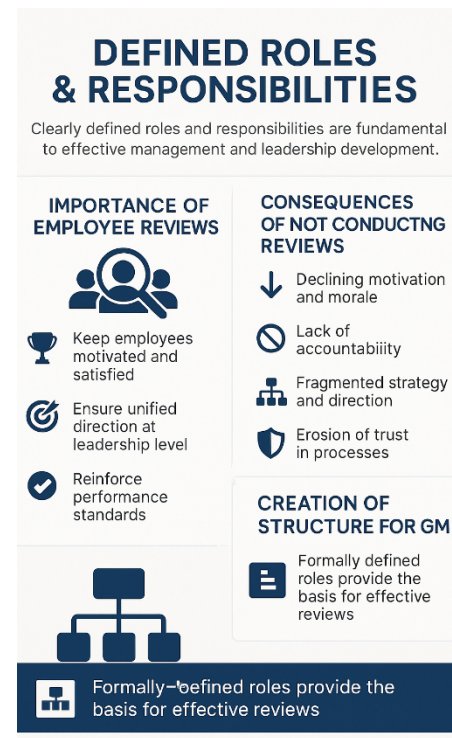 DEFINED ROLES
& RESPONSIBILITIES
Clearly defined roles and responsibilities are fundamental
to effective management and leadership development.
IMPORTANCE OF
EMPLOYEE REVIEWS
Keep employees
motivated and
satisfied
Ensure unified
direction at
leadership level
Reinforce
performance
standards
CONSEQUENCES
OF NOT CONDUCTNG
REVIEWS
Declining motivation
and morale
Lack of
accountabiiity
Fragmented strategy
and direction
Erosion of trust
in processes
CREATION OF
STRUCTURE FOR GM
Formally defined
roles provide the
basis for effective
reviews
roles provide the
basis for effective reviews